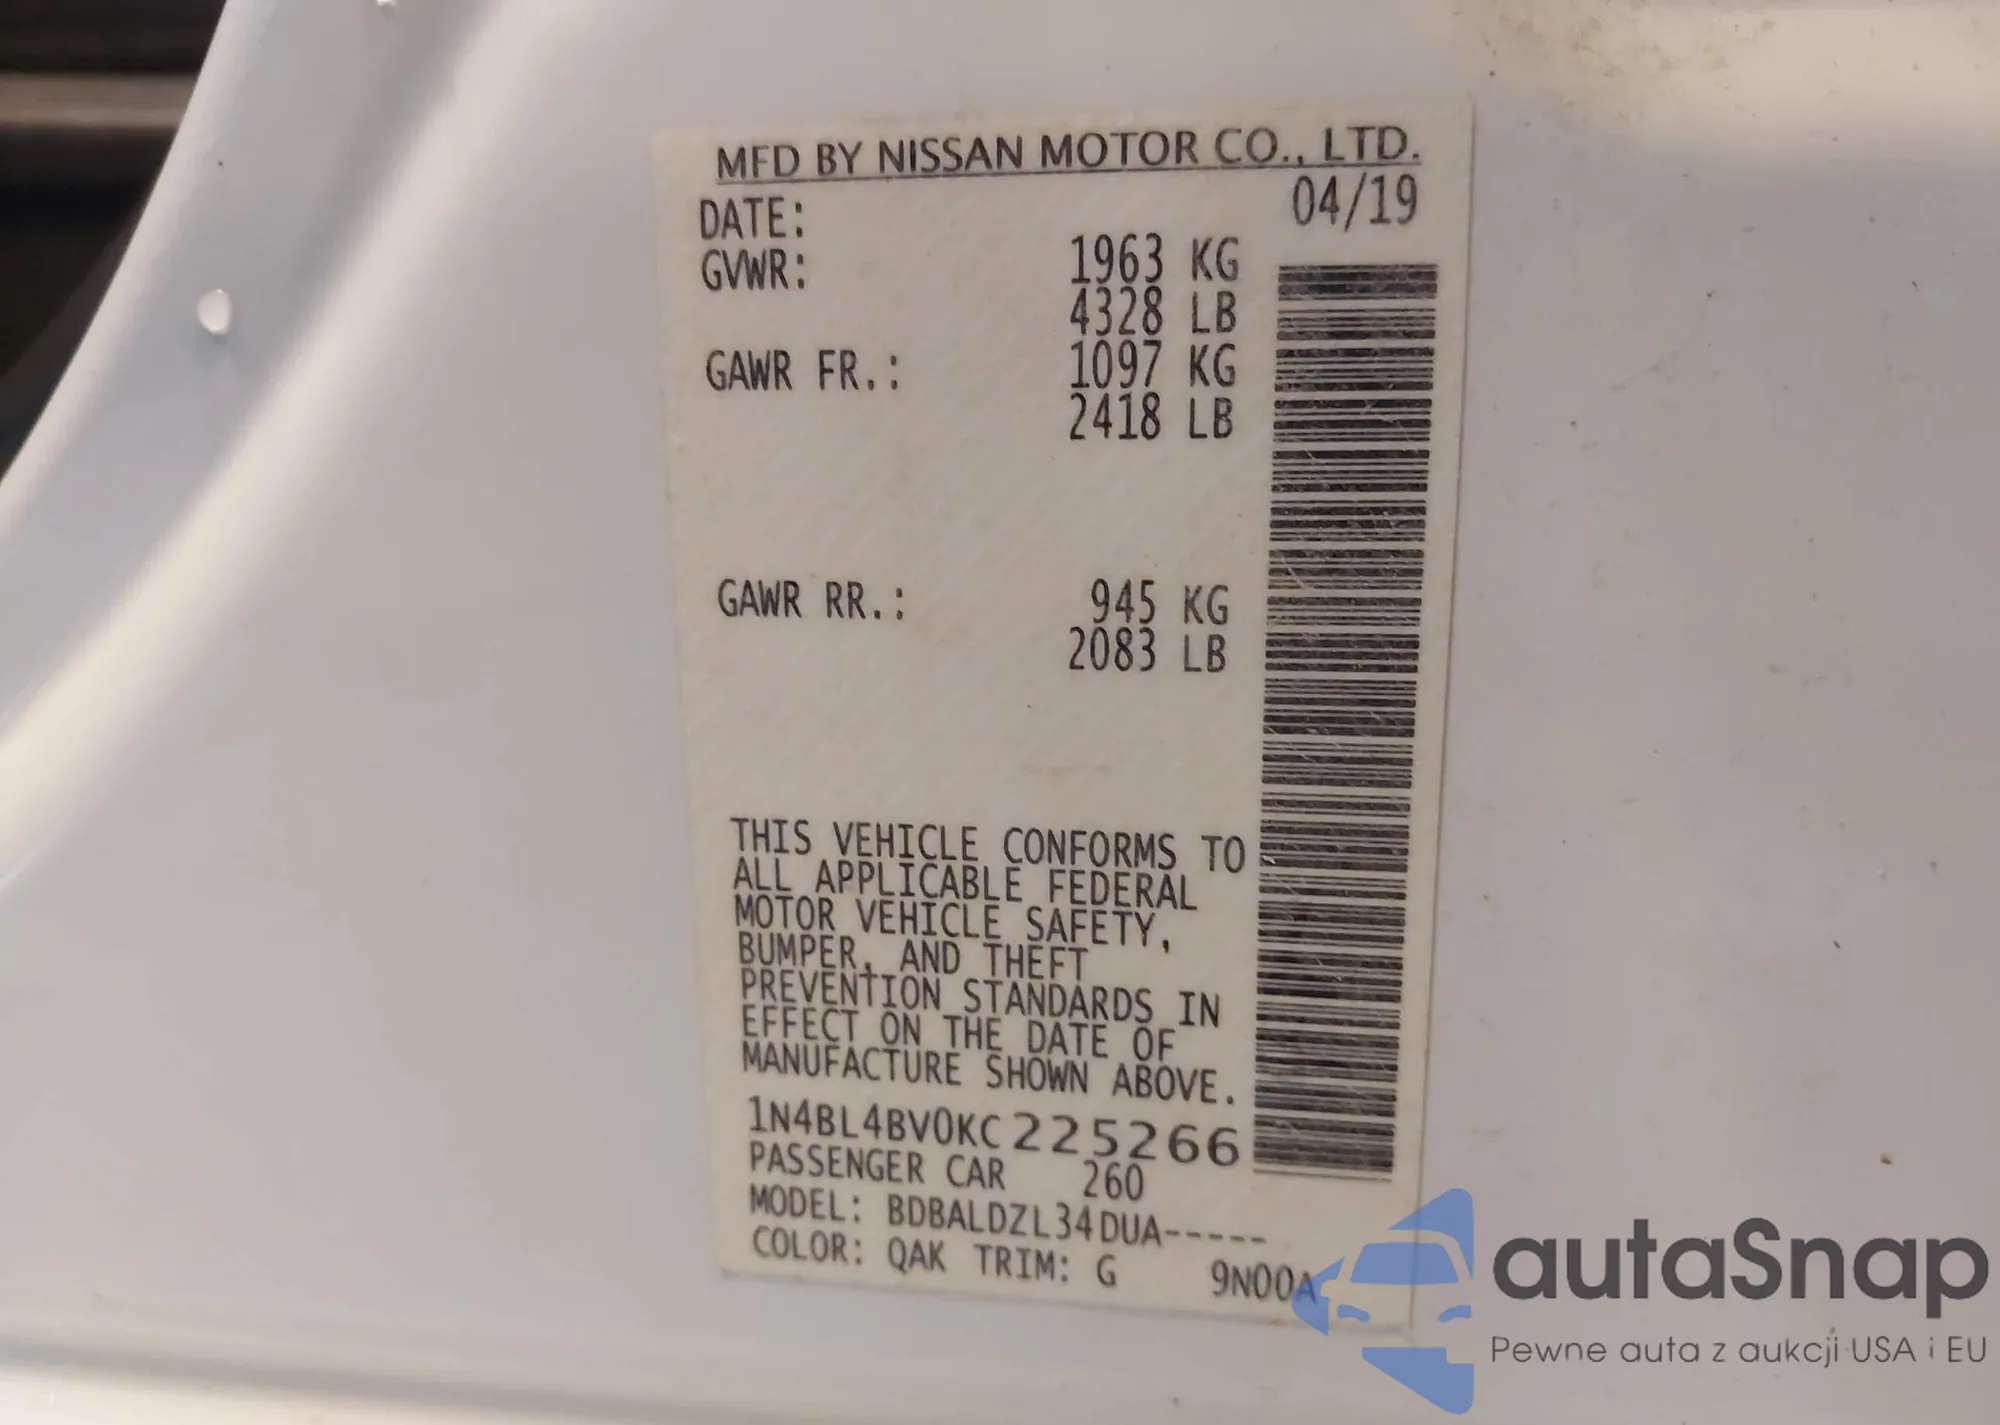 MFD BY NISSAN MOTOR CO., LTD.
DATE: 04/19
GVWR: 1963 KG
4328 LB
GAWR FR.: 1097 KG
2418 LB
GAWR RR.: 945 KG
2083 LB
THIS VEHICLE CONFORMS TO
ALL APPLICABLE FEDERAL
MOTOR VEHICLE SAFETY,
BUMPER, AND THEFT
PREVENTION STANDARDS IN
EFFECT ON THE DATE OF
MANUFACTURE SHOWN ABOVE.
1N4BL4BV0KC225266
PASSENGER CAR 260
MODEL: BDBALDZL34DUA-----
COLOR: QAK TRIM: G 9N00A
autaSnap
Pewne auta z aukcji USA i EU